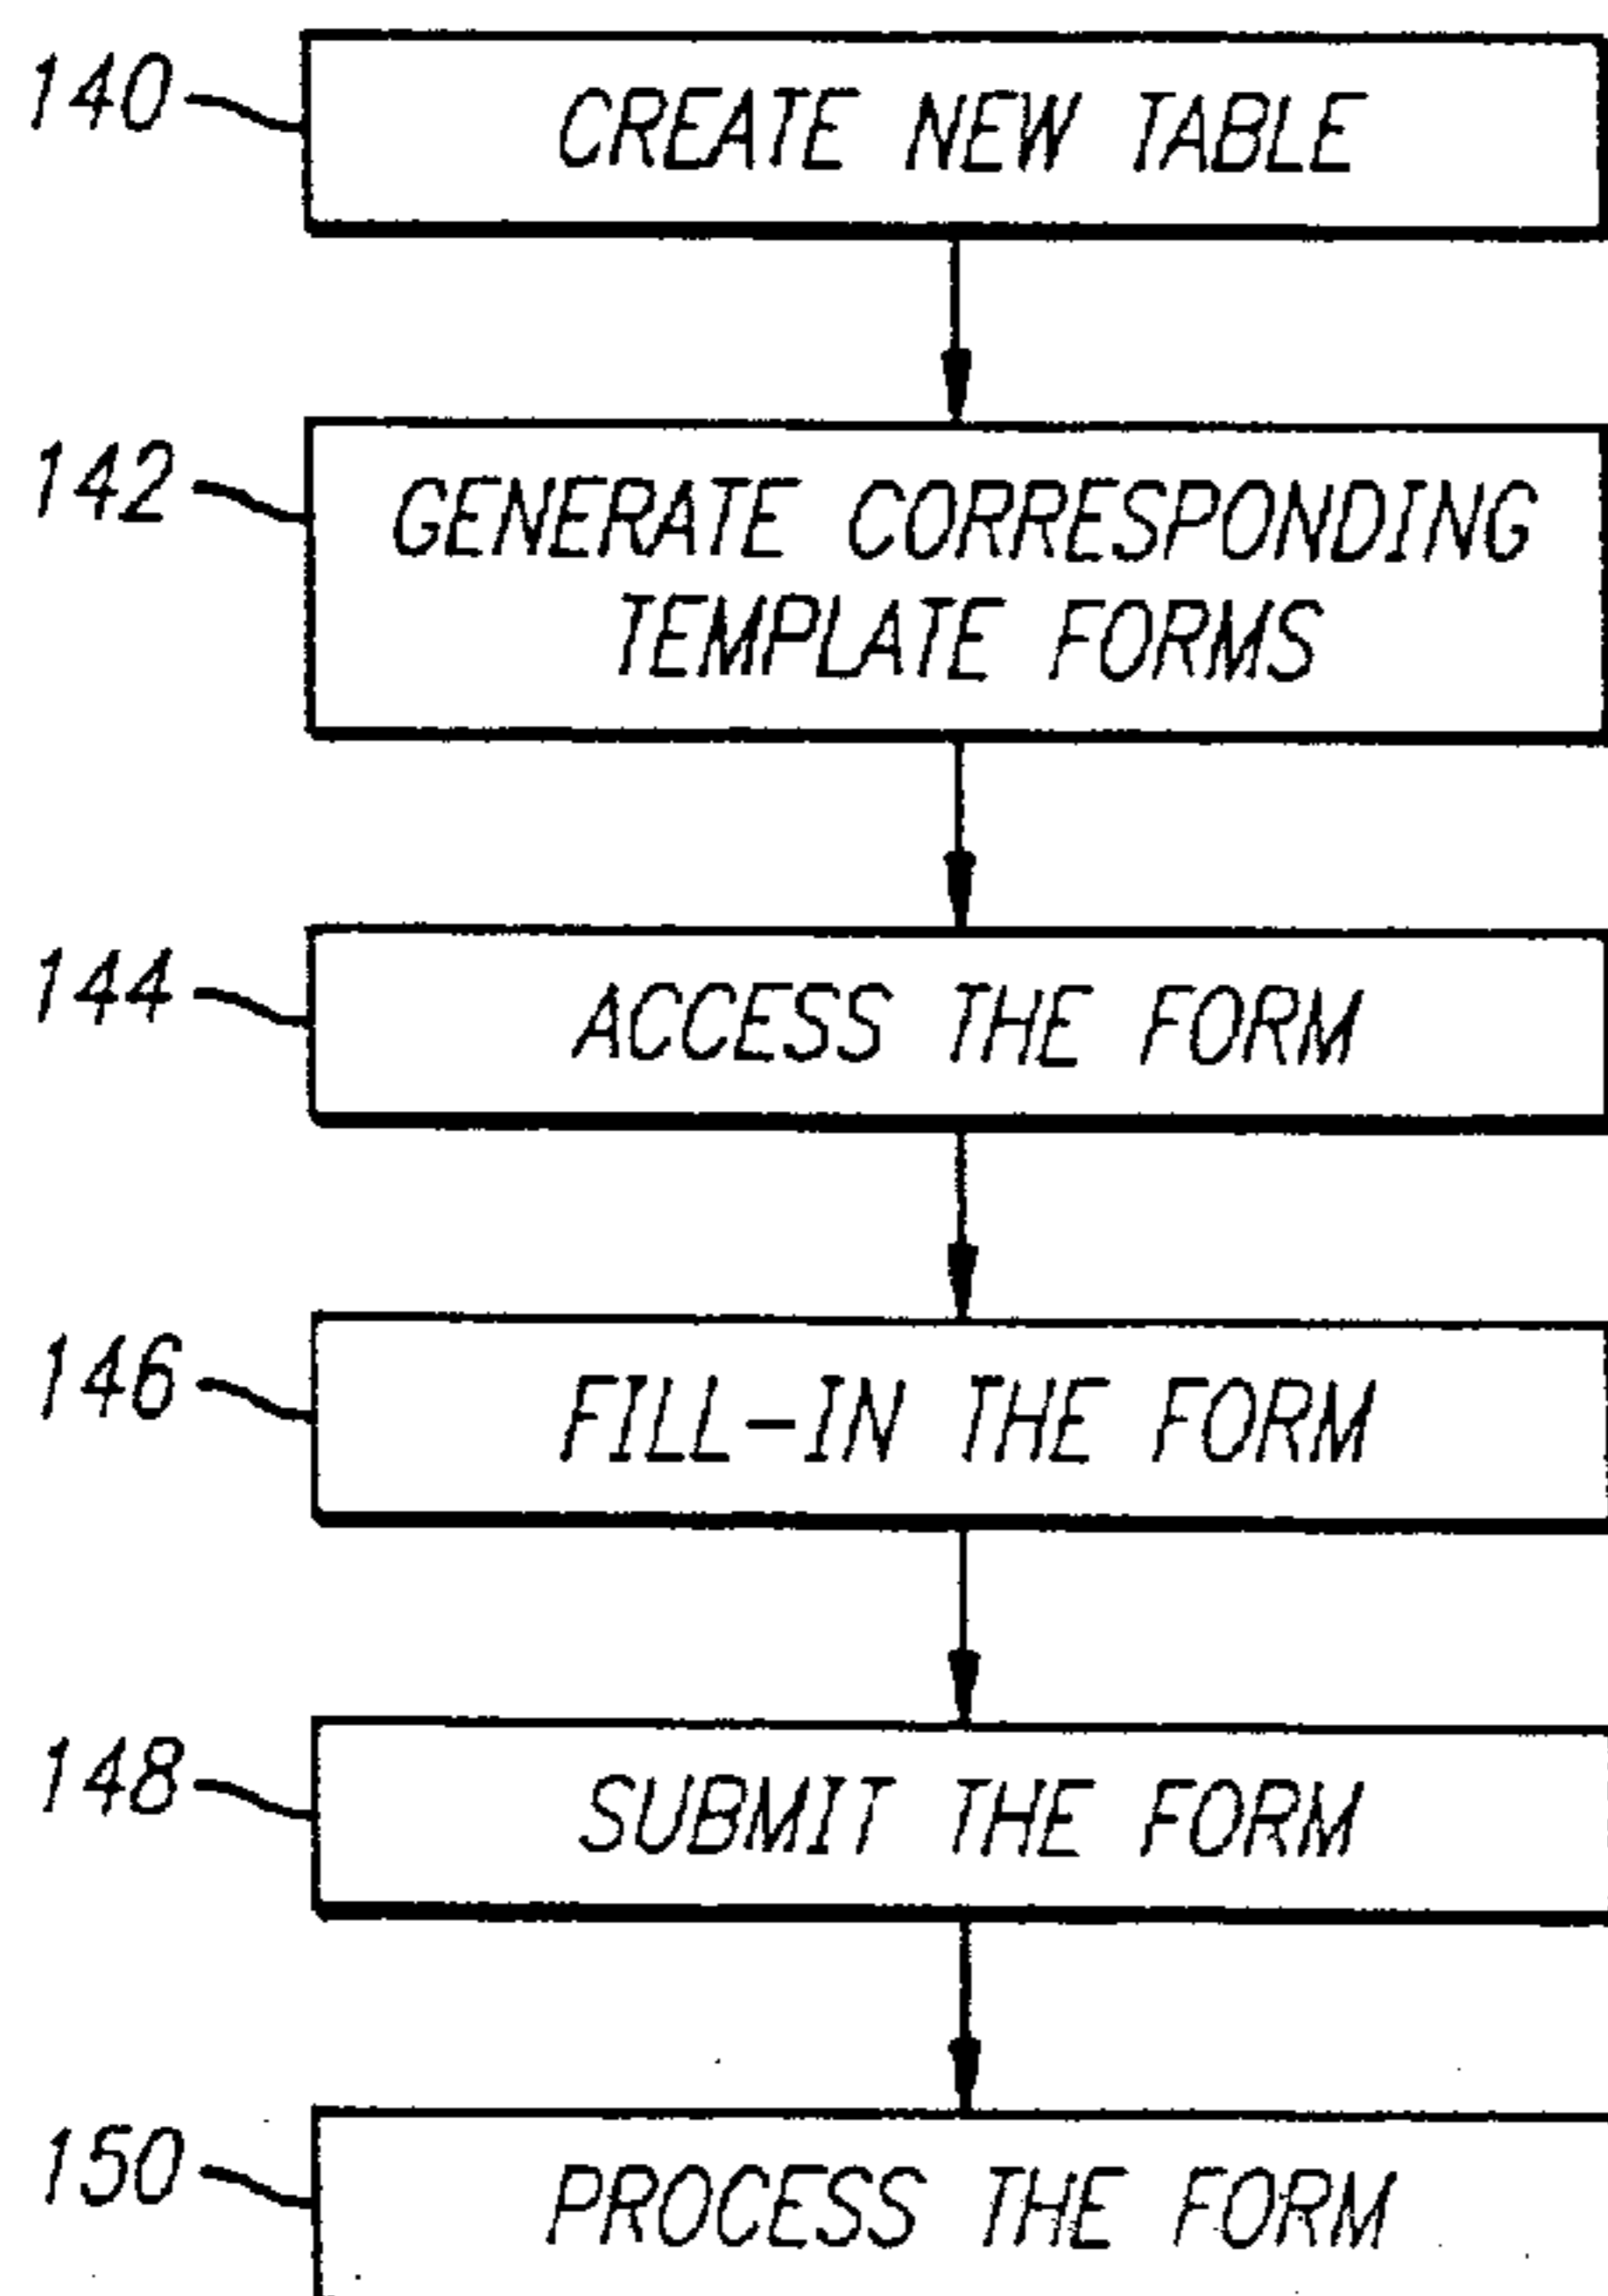 140 CREATE NEW TABLE
142 GENERATE CORRESPONDING
TEMPLATE FORMS
144 ACCESS THE FORM
146 FILL-IN THE FORM
148 SUBMIT THE FORM
150 PROCESS THE FORM